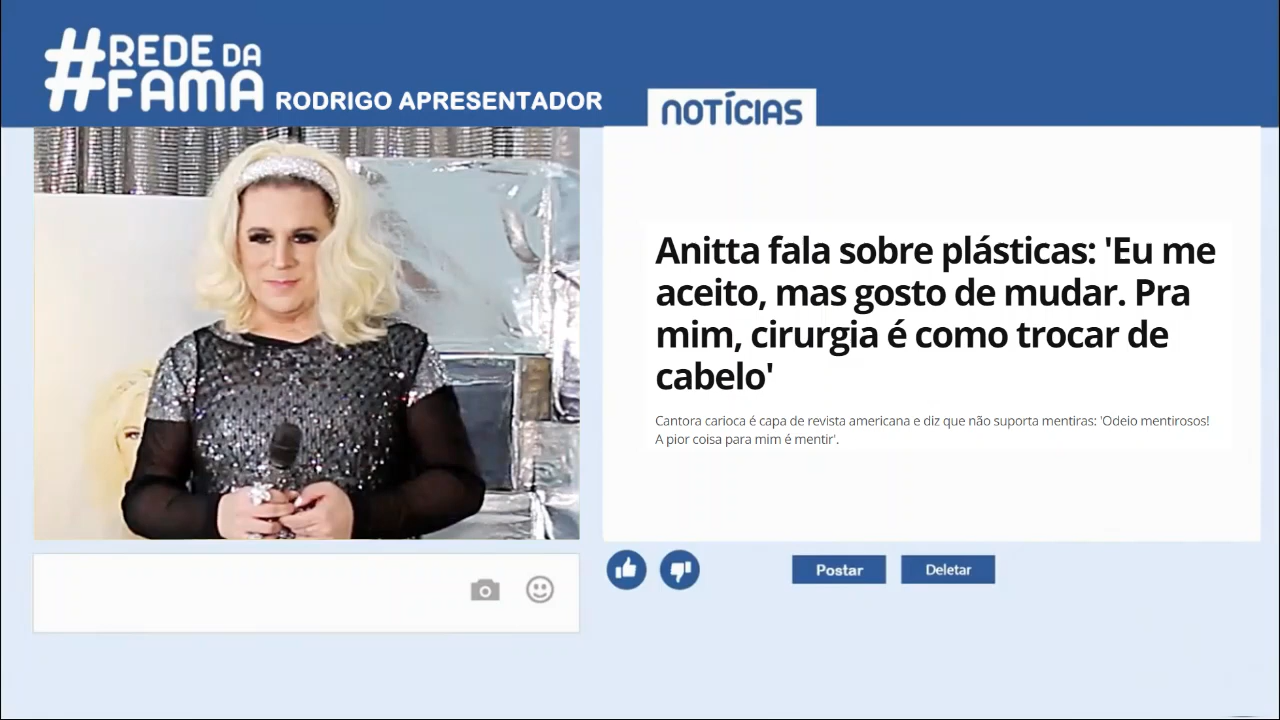 #REDE DA
FAMA
RODRIGO APRESENTADOR
NOTÍCIAS
Anitta fala sobre plásticas: 'Eu me
aceito, mas gosto de mudar. Pra
mim, cirurgia é como trocar de
cabelo'
Cantora carioca é capa de revista americana e diz que não suporta mentiras: 'Odeio mentirosos!
A pior coisa para mim é mentir'.
Postar
Deletar